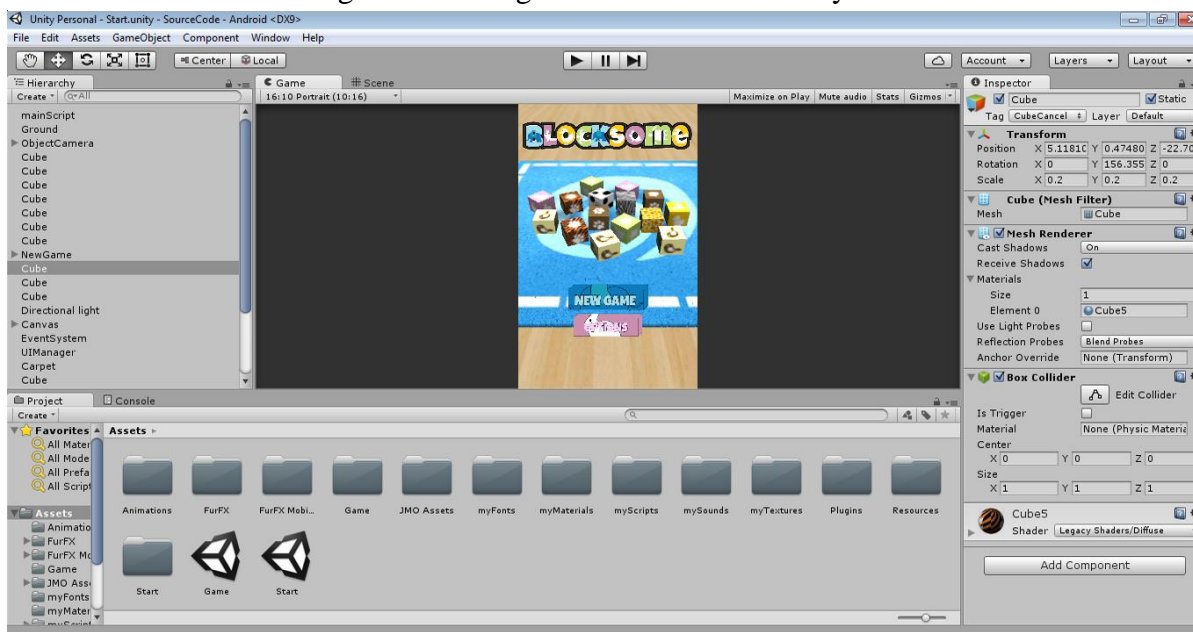 Unity Personal - Start.unity - SourceCode - Android <DX9>
File Edit Assets GameObject Component Window Help
Center Local Account Layers Layout
Hierarchy
Create All
mainScript
Ground
ObjectCamera
Cube
Cube
Cube
Cube
Cube
Cube
Cube
NewGame
Cube
Cube
Cube
Directional light
Canvas
EventSystem
UIManager
Carpet
Cube
Game Scene
16:10 Portrait (10:16) Maximize on Play Mute audio Stats Gizmos
BLOCKSOME
NEW GAME
Inspector
Cube Static
Tag CubeCancel Layer Default
Transform
Position X 5.1181 Y 0.47480 Z -22.70
Rotation X 0 Y 156.355 Z 0
Scale X 0.2 Y 0.2 Z 0.2
Cube (Mesh Filter)
Mesh Cube
Mesh Renderer
Cast Shadows On
Receive Shadows
Materials
Size 1
Element 0 Cube5
Use Light Probes
Reflection Probes Blend Probes
Anchor Override None (Transform)
Box Collider
Edit Collider
Is Trigger
Material None (Physic Materia
Center
X 0 Y 0 Z 0
Size
X 1 Y 1 Z 1
Cube5
Shader Legacy Shaders/Diffuse
Add Component
Project Console
Create
Favorites
All Mater
All Mode
All Prefa
All Script
Assets
Animatio
FurFX
FurFX Mo
Game
JMO Ass
myFonts
myMater
Assets
Animations FurFX FurFX Mobi... Game JMO Assets myFonts myMaterials myScripts mySounds myTextures Plugins Resources
Start Game Start